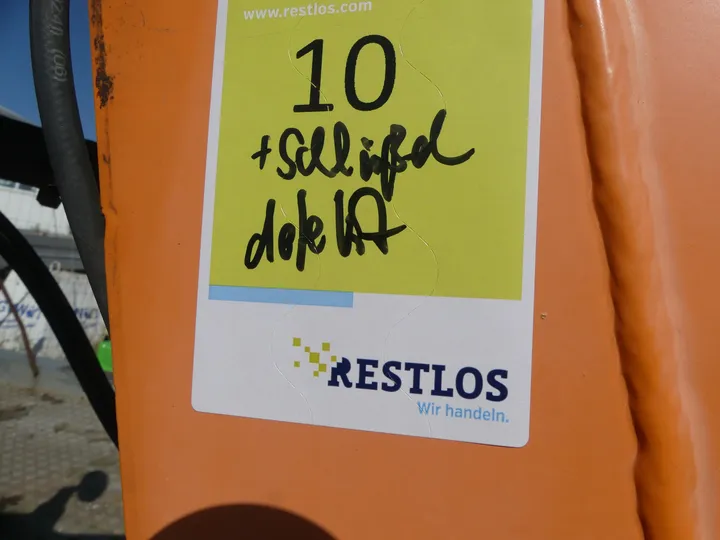 www.restlos.com
10
+ Schlüßel
defekt
RESTLOS
Wir handeln.